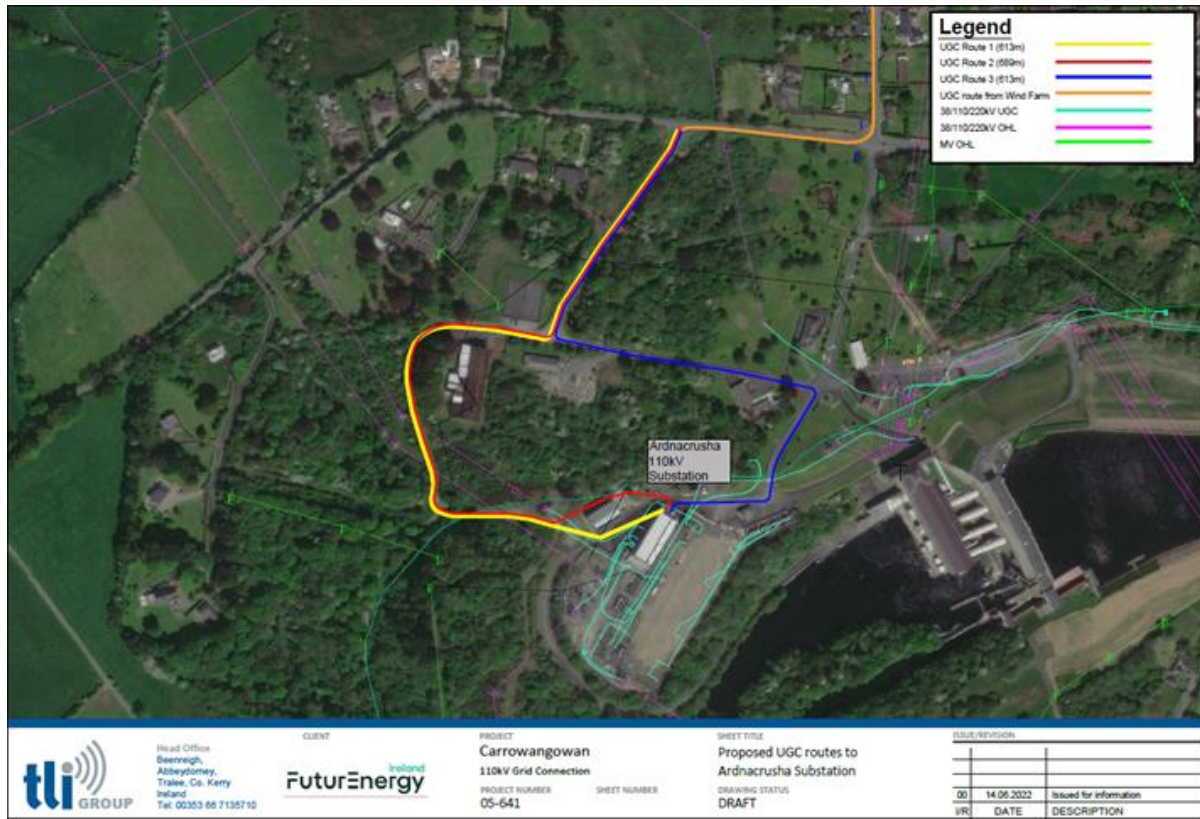 Legend
UGC Route 1 (613m)
UGC Route 2 (689m)
UGC Route 3 (613m)
UGC route from Wind Farm
38/110/220kV UGC
38/110/220kV OHL
MV OHL
Ardnacrusha
110kV
Substation
tli GROUP
Head Office
Beenreigh,
Abbeydorney,
Tralee, Co. Kerry
Ireland
Tel: 00353 66 7135710
CLIENT
FuturEnergy Ireland
PROJECT
Carrowangowan
110kV Grid Connection
PROJECT NUMBER
05-641
SHEET NUMBER
SHEET TITLE
Proposed UGC routes to
Ardnacrusha Substation
DRAWING STATUS
DRAFT
ISSUE/REVISION
00 14.06.2022 Issued for information
I/R DATE DESCRIPTION